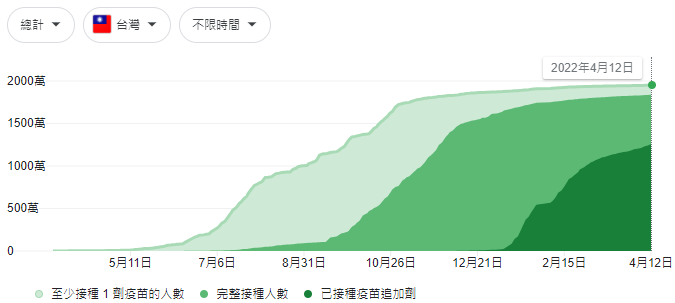 總計 台灣 不限時間
2022年4月12日
2000萬
1500萬
1000萬
500萬
0
5月11日 7月6日 8月31日 10月26日 12月21日 2月15日 4月12日
至少接種 1 劑疫苗的人數 完整接種人數 已接種疫苗追加劑